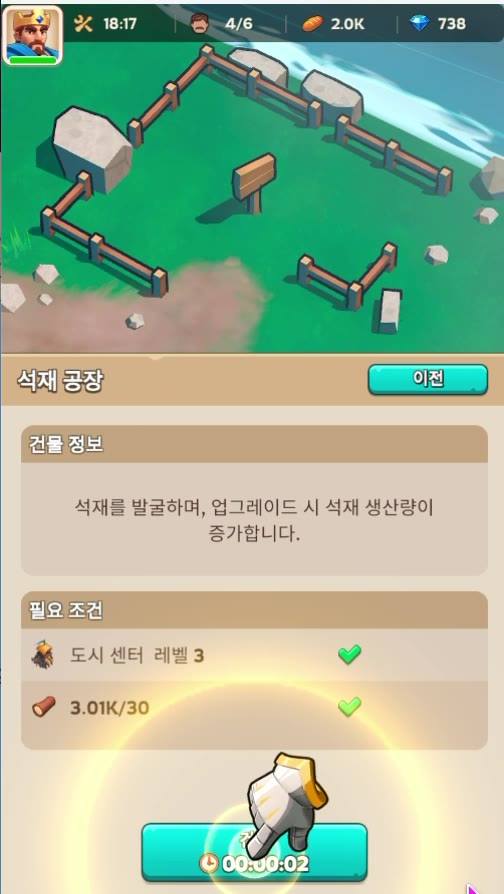 18:17 4/6 2.0K 738
석재 공장 이전
건물 정보
석재를 발굴하며, 업그레이드 시 석재 생산량이
증가합니다.
필요 조건
도시 센터 레벨 3
3.01K/30
00:00:02